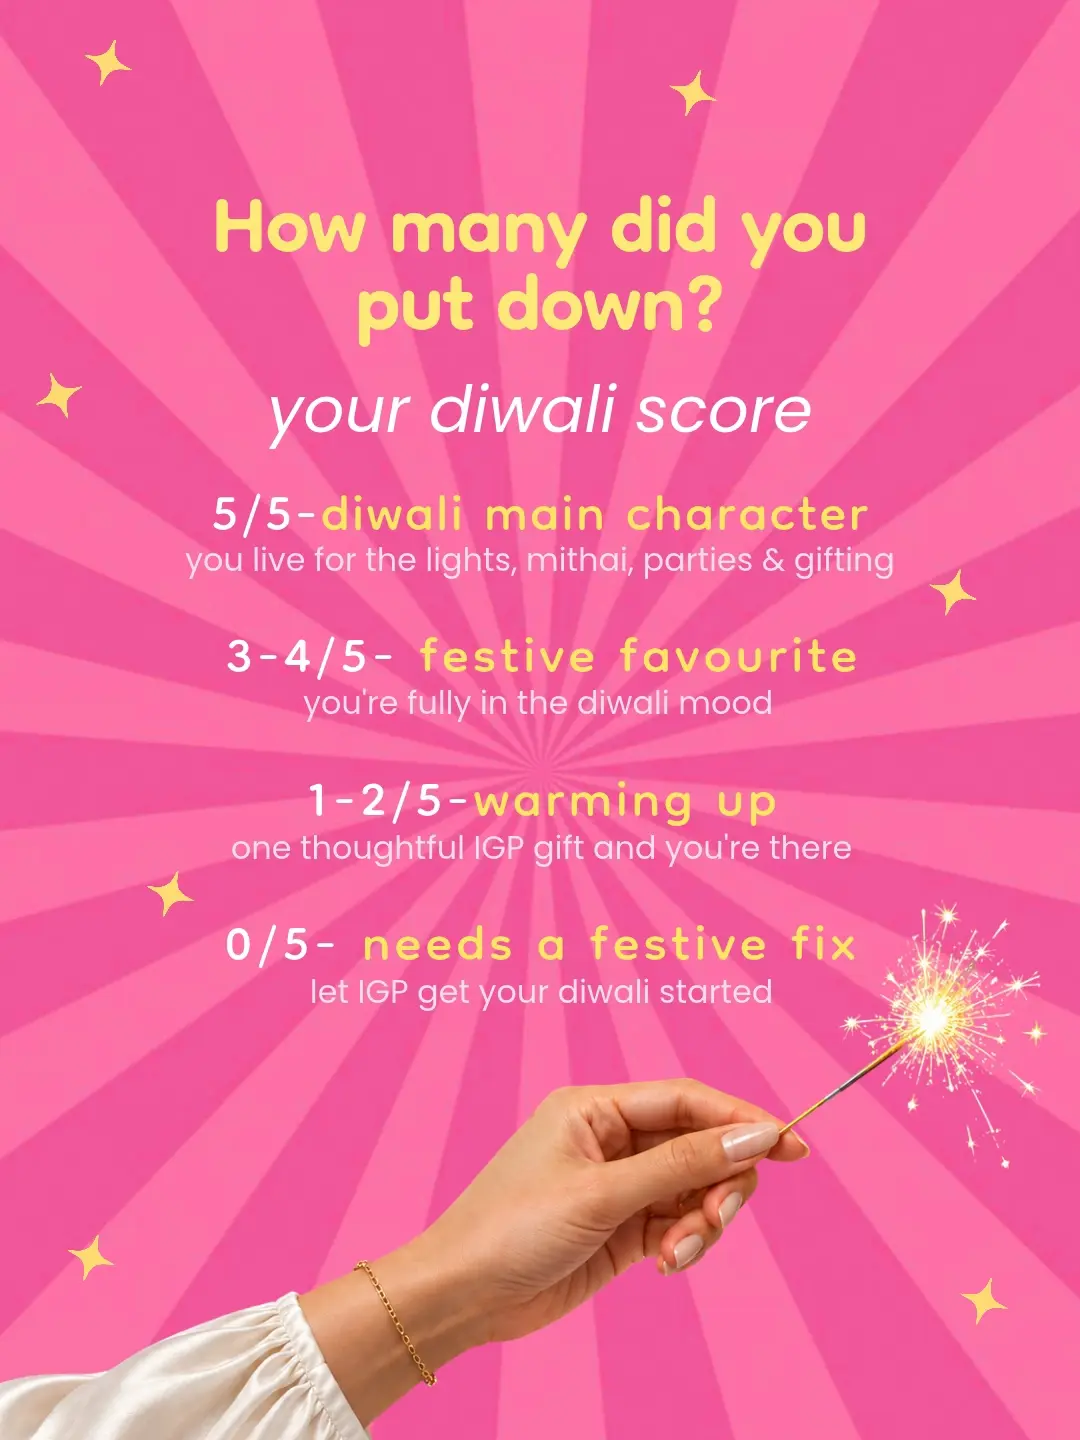 How many did you
put down?
your diwali score
5/5-diwali main character
you live for the lights, mithai, parties & gifting
3-4/5- festive favourite
you're fully in the diwali mood
1-2/5-warming up
one thoughtful IGP gift and you're there
0/5- needs a festive fix
let IGP get your diwali started